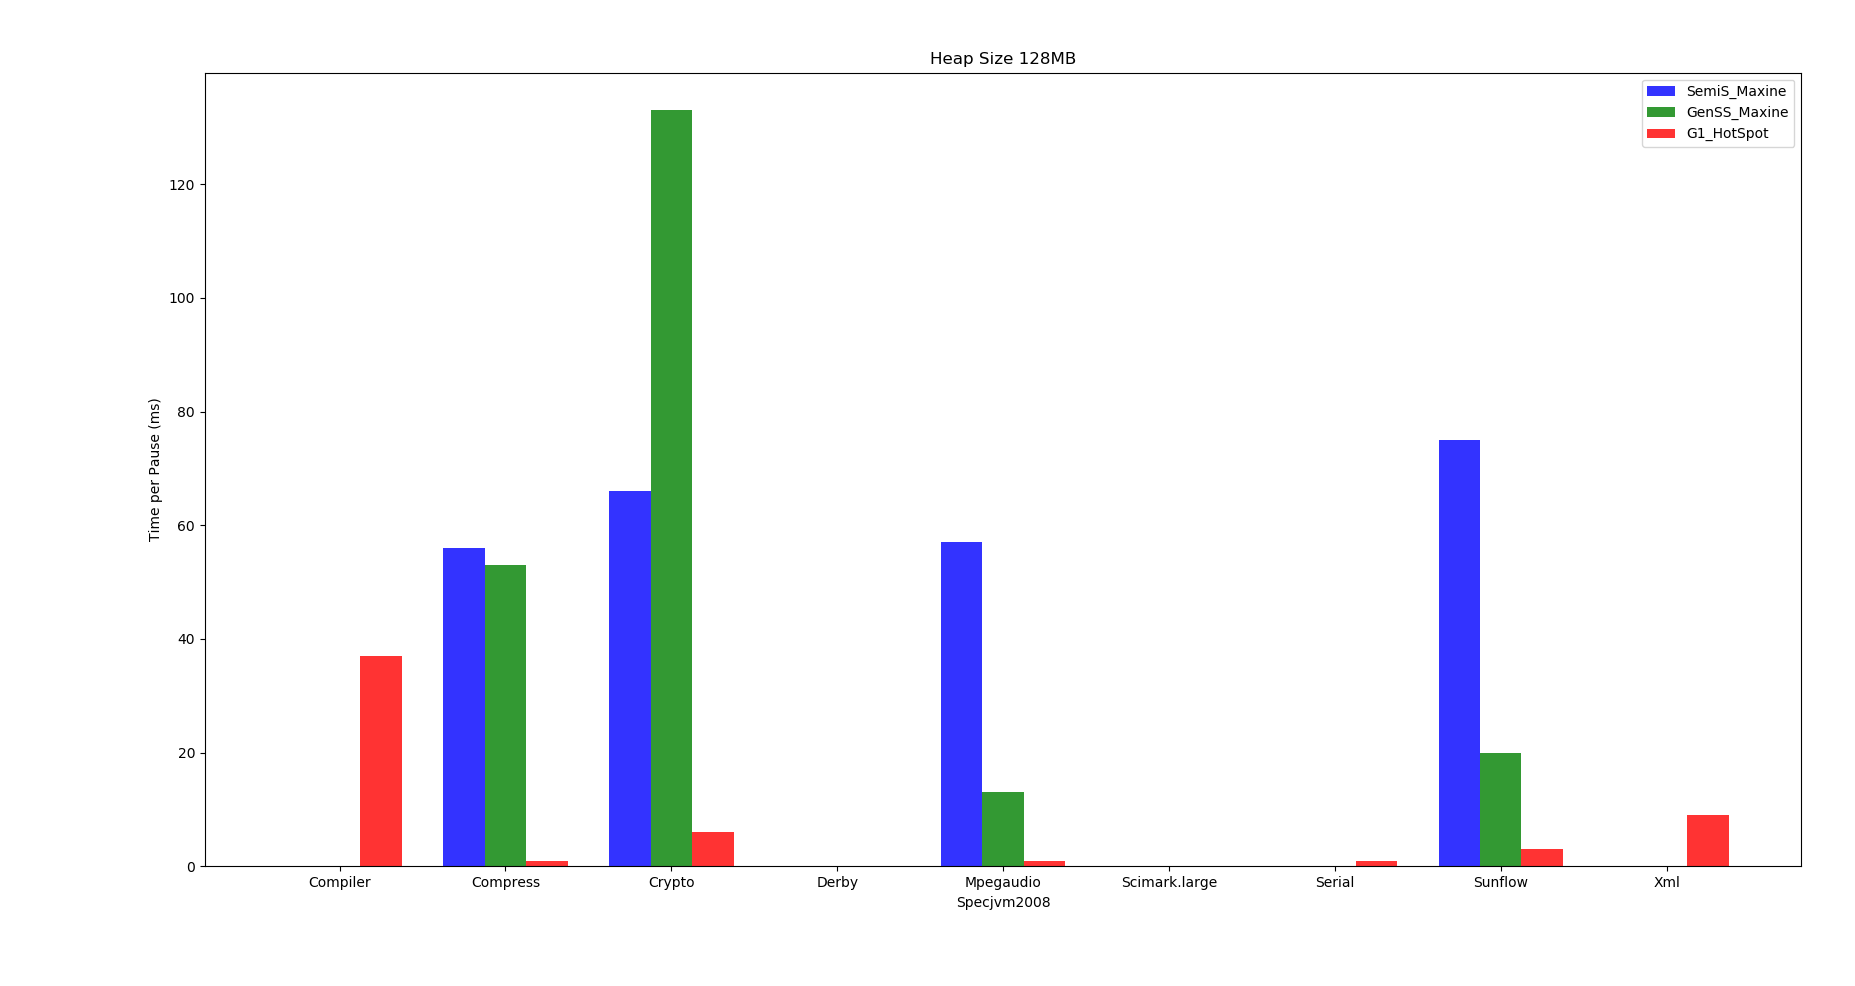 Heap Size 128MB
SemiS_Maxine
GenSS_Maxine
G1_HotSpot
120
100
80
60
40
20
0
Time per Pause (ms)
Compiler Compress Crypto Derby Mpegaudio Scimark.large Serial Sunflow Xml
Specjvm2008